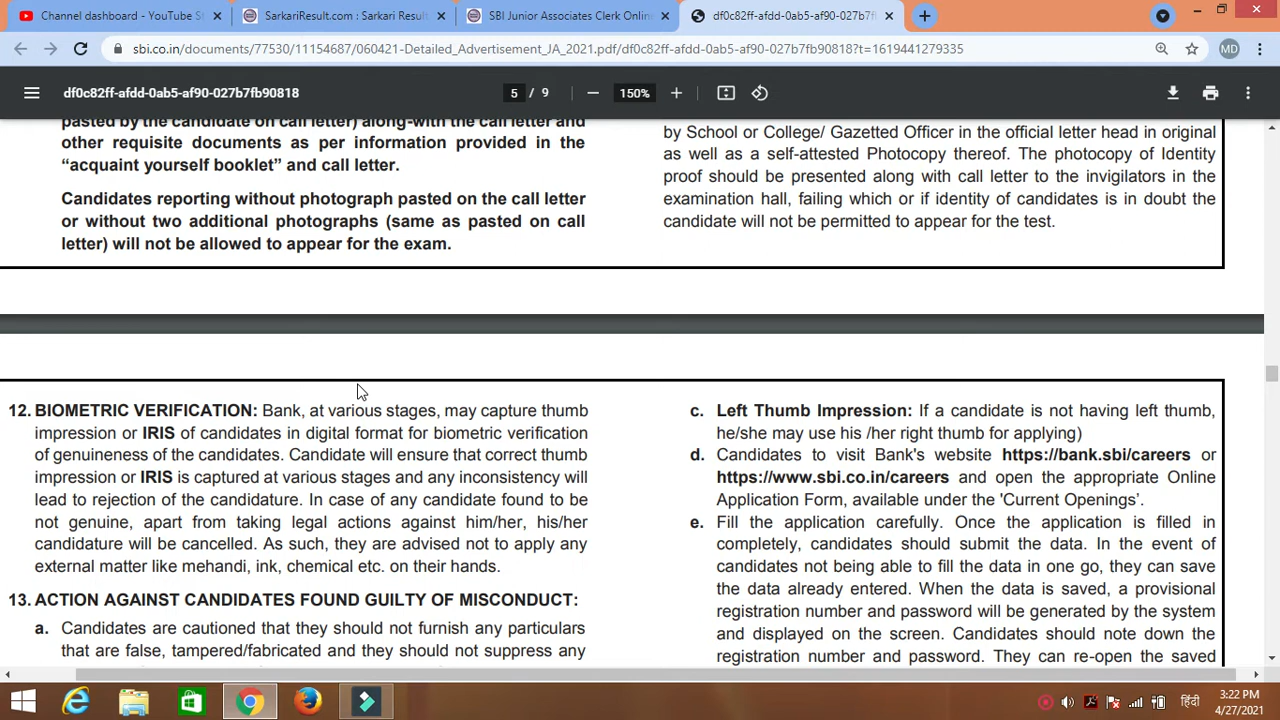 Channel dashboard - YouTube St
SarkariResult.com : Sarkari Result
SBI Junior Associates Clerk Online
df0c82ff-afdd-0ab5-af90-027b7fb9
sbi.co.in/documents/77530/11154687/060421-Detailed_Advertisement_JA_2021.pdf/df0c82ff-afdd-0ab5-af90-027b7fb90818?t=1619441279335
MD
df0c82ff-afdd-0ab5-af90-027b7fb90818
5 / 9
150%
pasted by the candidate on call letter) along-with the call letter and
other requisite documents as per information provided in the
“acquaint yourself booklet” and call letter.
Candidates reporting without photograph pasted on the call letter
or without two additional photographs (same as pasted on call
letter) will not be allowed to appear for the exam.
by School or College/ Gazetted Officer in the official letter head in original
as well as a self-attested Photocopy thereof. The photocopy of Identity
proof should be presented along with call letter to the invigilators in the
examination hall, failing which or if identity of candidates is in doubt the
candidate will not be permitted to appear for the test.
12. BIOMETRIC VERIFICATION: Bank, at various stages, may capture thumb
impression or IRIS of candidates in digital format for biometric verification
of genuineness of the candidates. Candidate will ensure that correct thumb
impression or IRIS is captured at various stages and any inconsistency will
lead to rejection of the candidature. In case of any candidate found to be
not genuine, apart from taking legal actions against him/her, his/her
candidature will be cancelled. As such, they are advised not to apply any
external matter like mehandi, ink, chemical etc. on their hands.
13. ACTION AGAINST CANDIDATES FOUND GUILTY OF MISCONDUCT:
a. Candidates are cautioned that they should not furnish any particulars
that are false, tampered/fabricated and they should not suppress any
c. Left Thumb Impression: If a candidate is not having left thumb,
he/she may use his /her right thumb for applying)
d. Candidates to visit Bank's website https://bank.sbi/careers or
https://www.sbi.co.in/careers and open the appropriate Online
Application Form, available under the 'Current Openings’.
e. Fill the application carefully. Once the application is filled in
completely, candidates should submit the data. In the event of
candidates not being able to fill the data in one go, they can save
the data already entered. When the data is saved, a provisional
registration number and password will be generated by the system
and displayed on the screen. Candidates should note down the
registration number and password. They can re-open the saved
हिंदी
3:22 PM
4/27/2021